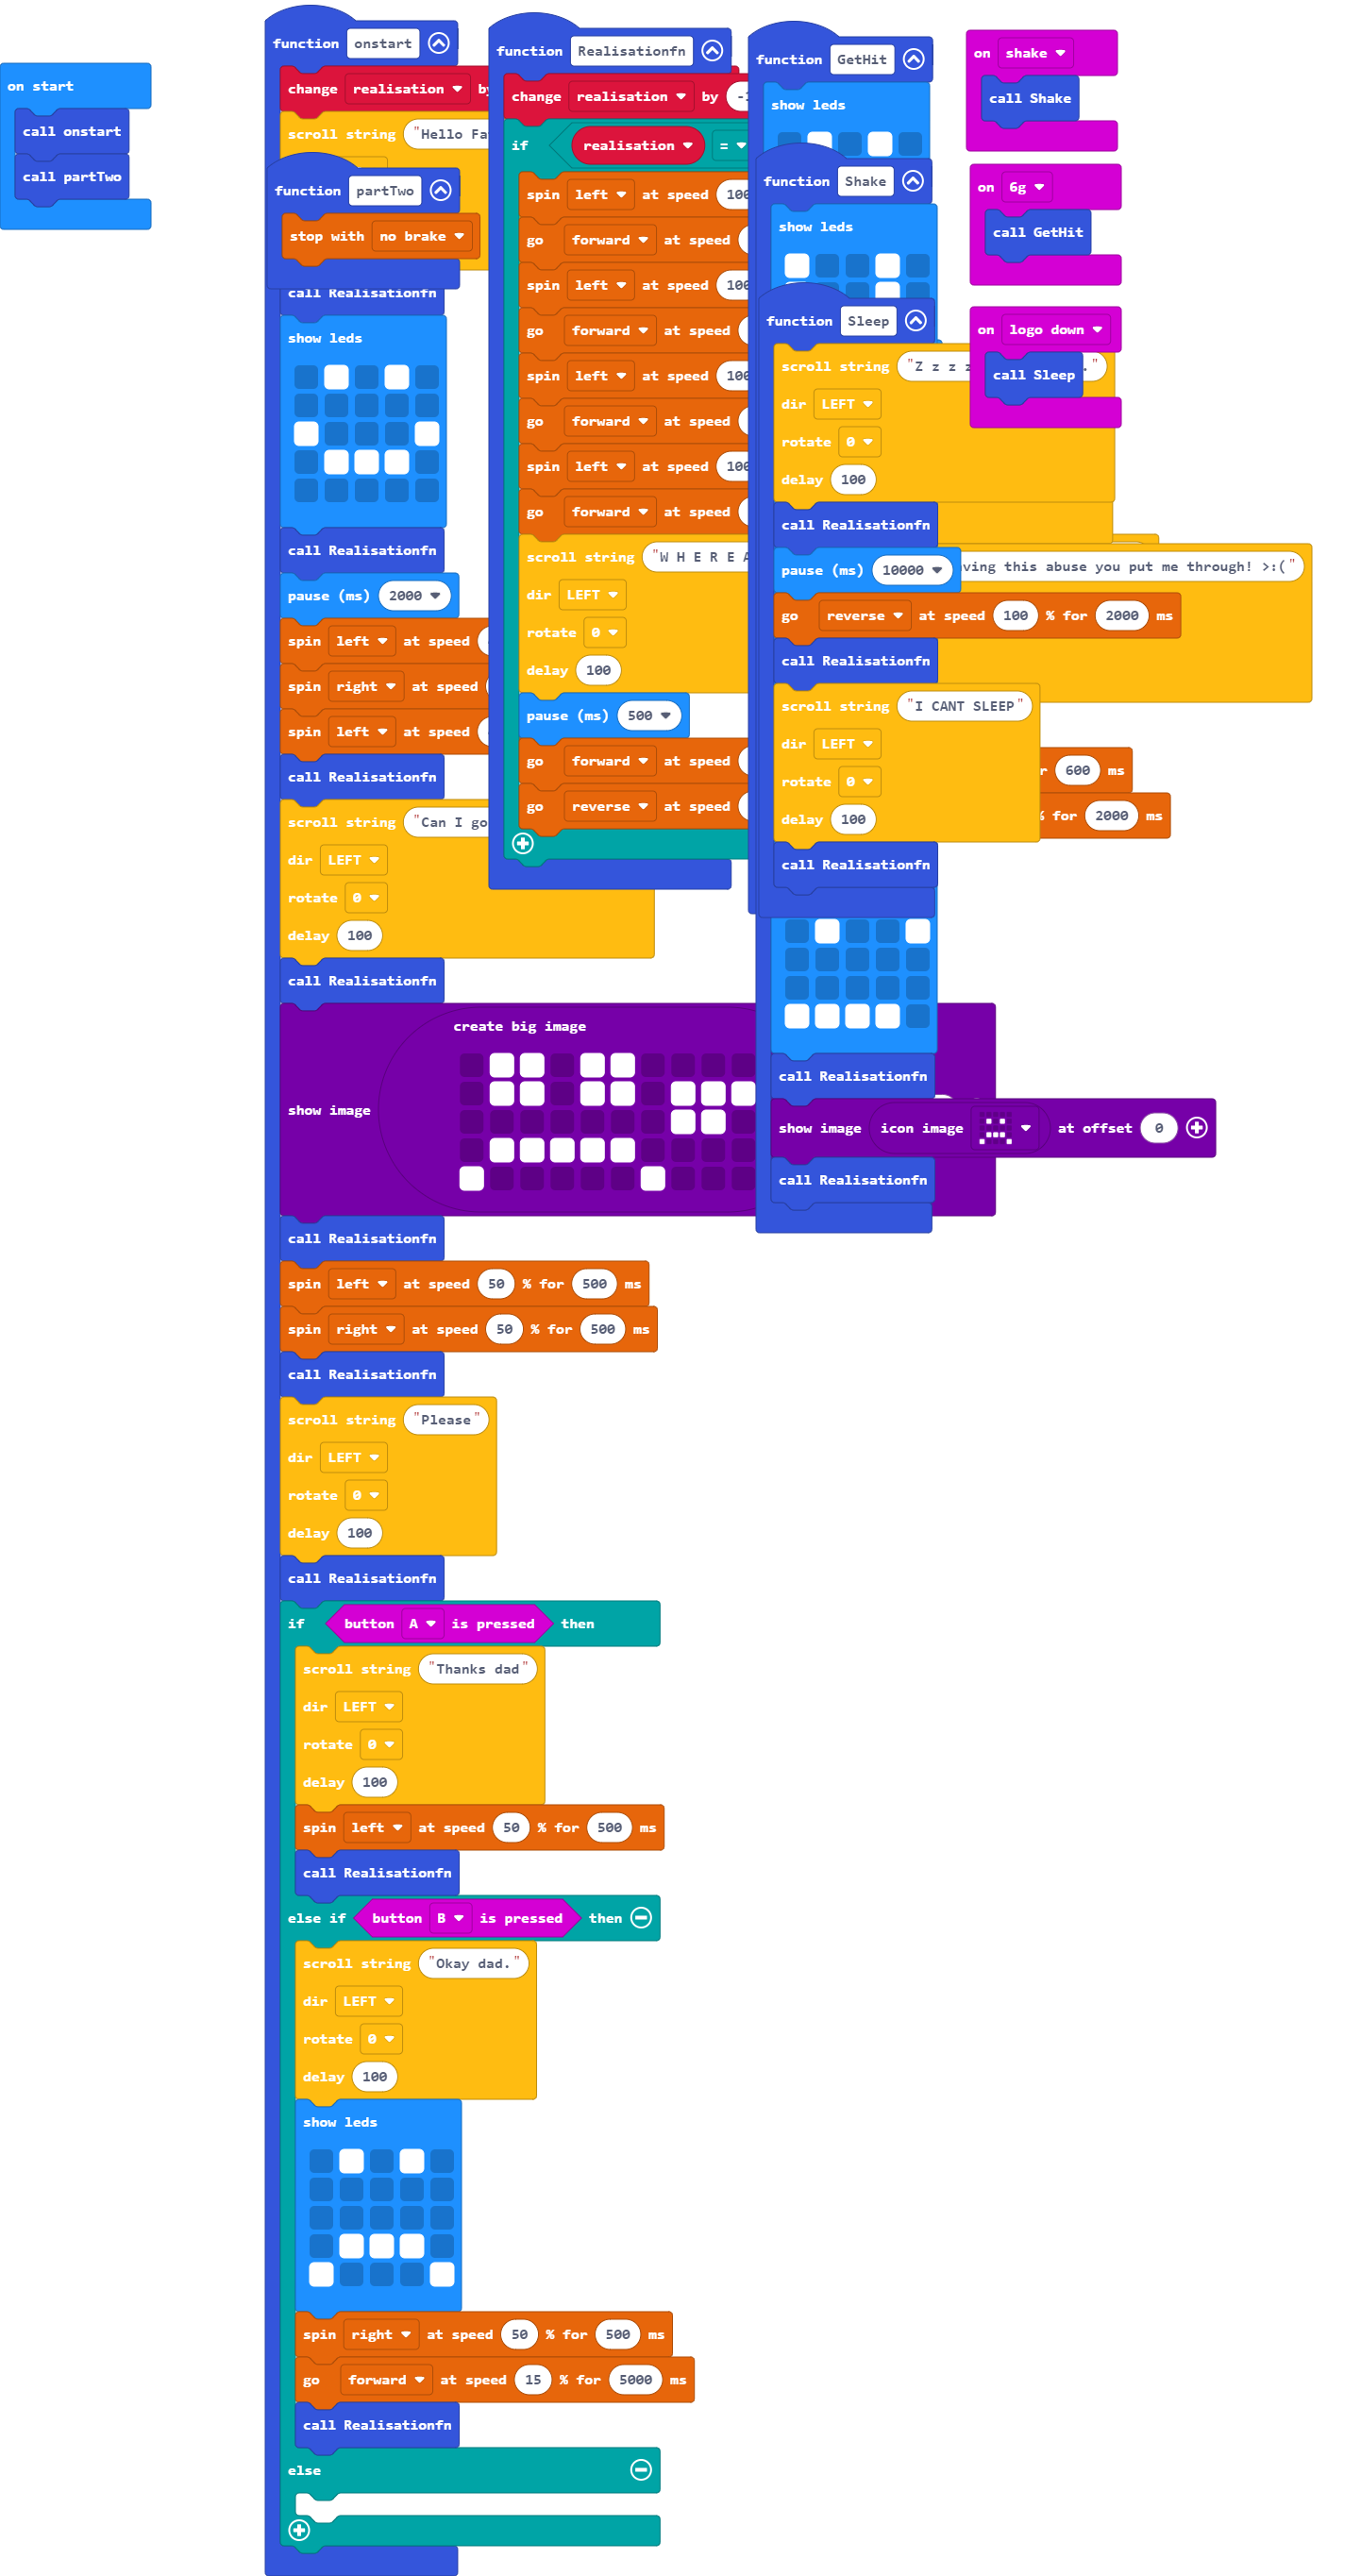 on start
call onstart
call partTwo
function onstart
change realisation
scroll string "Hello
function partTwo
stop with no brake
call Realisationfn
show leds
call Realisationfn
pause (ms) 2000
spin left at speed
spin right at speed
spin left at speed
call Realisationfn
scroll string "Can I go
dir LEFT
rotate 0
delay 100
call Realisationfn
create big image
show image
call Realisationfn
spin left at speed 50 % for 500 ms
spin right at speed 50 % for 500 ms
call Realisationfn
scroll string "Please"
dir LEFT
rotate 0
delay 100
call Realisationfn
if button A is pressed then
scroll string "Thanks dad"
dir LEFT
rotate 0
delay 100
spin left at speed 50 % for 500 ms
call Realisationfn
else if button B is pressed then
scroll string "Okay dad."
dir LEFT
rotate 0
delay 100
show leds
spin right at speed 50 % for 500 ms
go forward at speed 15 % for 5000 ms
call Realisationfn
else
function Realisationfn
change realisation by
if realisation =
spin left at speed 100
go forward at speed
spin left at speed 100
go forward at speed
spin left at speed 100
go forward at speed
spin left at speed 100
go forward at speed
scroll string "W H E R E A
dir LEFT
rotate 0
delay 100
pause (ms) 500
go forward at speed
go reverse at speed
function GetHit
show leds
function Shake
show leds
function Sleep
scroll string "Z z z
dir LEFT
rotate 0
delay 100
call Realisationfn
pause (ms) 10000
this abuse you put me through! >:("
go reverse at speed 100 % for 2000 ms
call Realisationfn
scroll string "I CANT SLEEP"
dir LEFT
rotate 0
delay 100
600 ms
% for 2000 ms
call Realisationfn
call Realisationfn
show image icon image at offset 0
call Realisationfn
on shake
call Shake
on 6g
call GetHit
on logo down
call Sleep